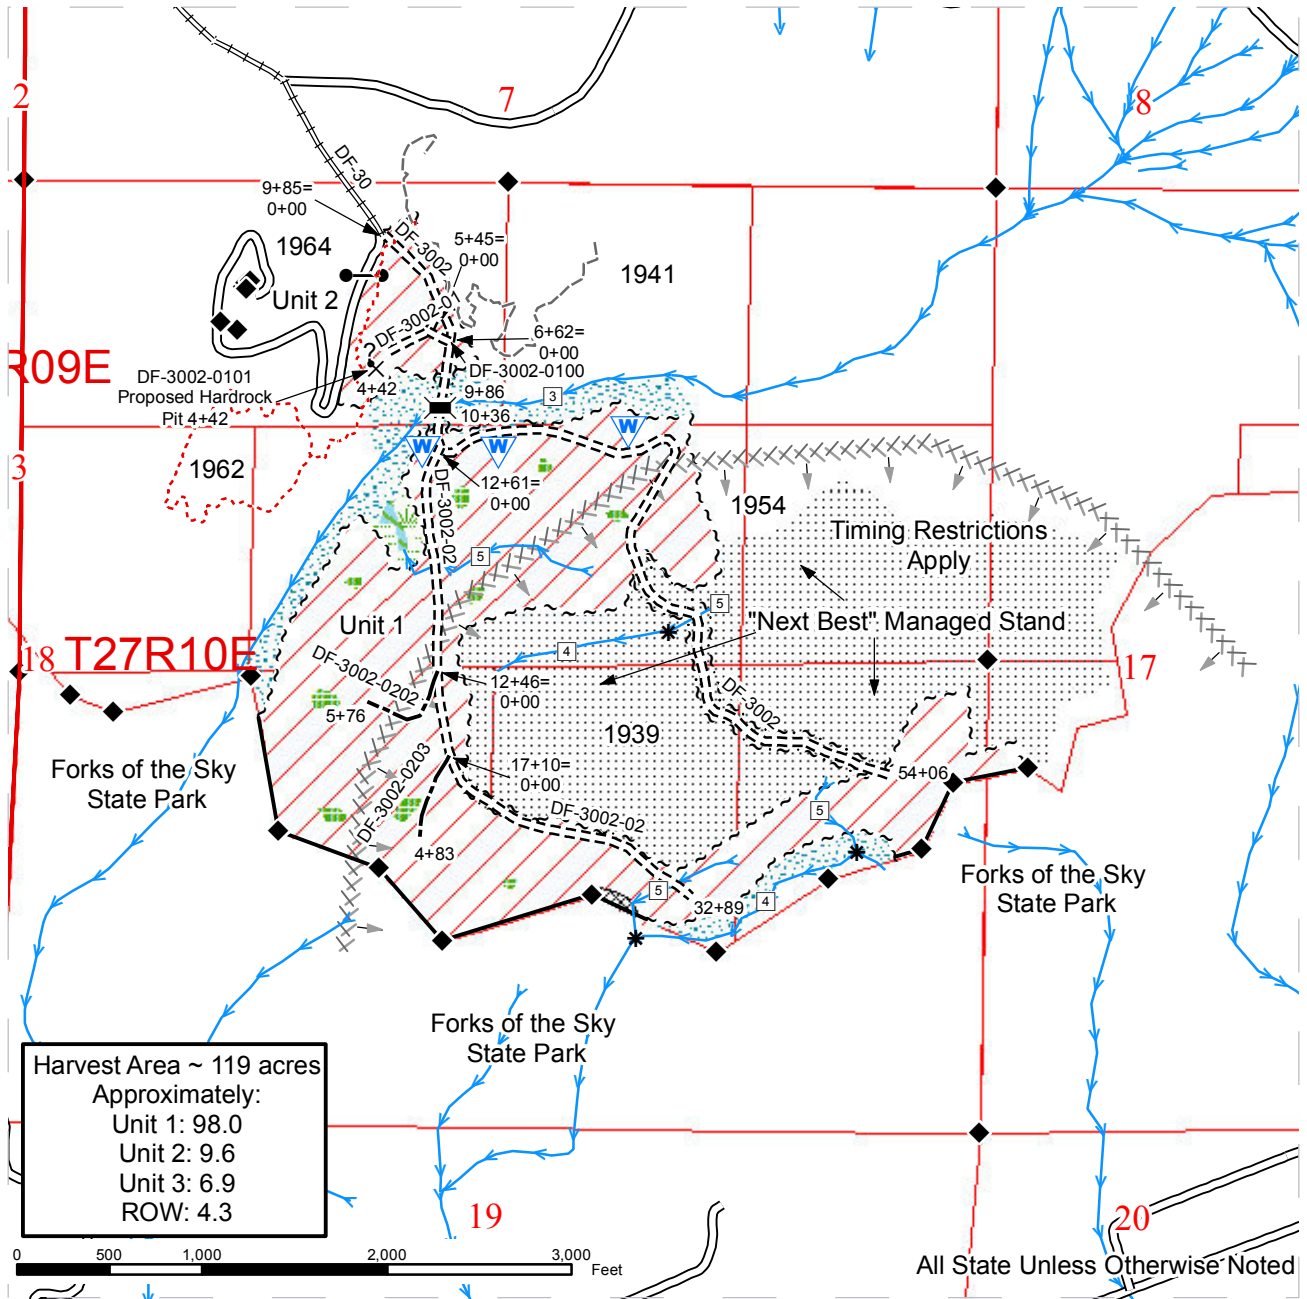 2
7
8
DF-30
9+85=
0+00
1964
DF-3002
5+45=
0+00
1941
Unit 2
DF-3002-01
6+62=
0+00
R09E
DF-3002-0101
Proposed Hardrock
Pit 4+42
4+42
DF-3002-0100
9+86
3
10+36
W
W
W
3
1962
12+61=
0+00
DF-3002-02
1954
Timing Restrictions
Apply
5
5
Unit 1
"Next Best" Managed Stand
4
18
T27R10E
17
DF-3002-0202
12+46=
0+00
5+76
DF-3002
1939
Forks of the Sky
State Park
DF-3002-0203
17+10=
0+00
54+06
DF-3002-02
5
4+83
Forks of the Sky
State Park
5
32+89
4
Forks of the Sky
State Park
Harvest Area ~ 119 acres
Approximately:
Unit 1: 98.0
Unit 2: 9.6
Unit 3: 6.9
ROW: 4.3
19
20
0
500
1,000
2,000
3,000
Feet
All State Unless Otherwise Noted